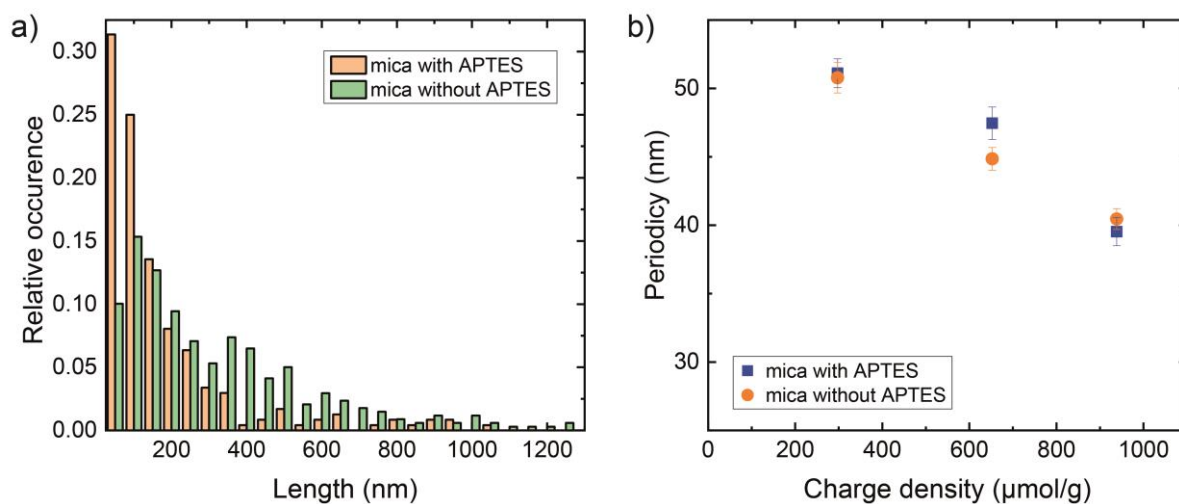 a)
0.30
0.25
0.20
0.15
0.10
0.05
0.00
Relative occurence
mica with APTES
mica without APTES
200 400 600 800 1000 1200
Length (nm)
b)
50
40
30
Periodicy (nm)
mica with APTES
mica without APTES
0 200 400 600 800 1000
Charge density (μmol/g)